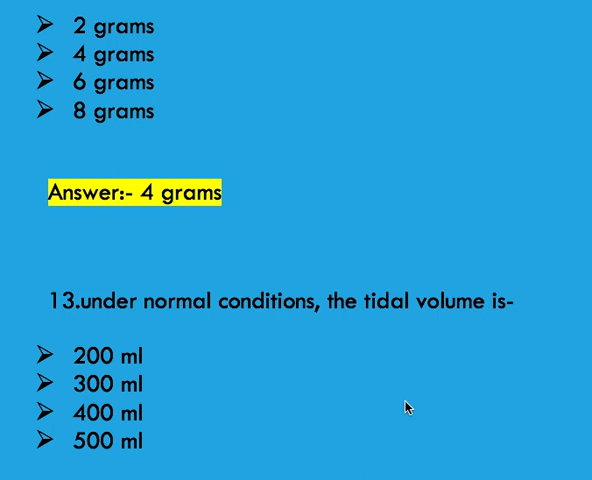 ➢ 2 grams
➢ 4 grams
➢ 6 grams
➢ 8 grams
Answer:- 4 grams
13.under normal conditions, the tidal volume is-
➢ 200 ml
➢ 300 ml
➢ 400 ml
➢ 500 ml